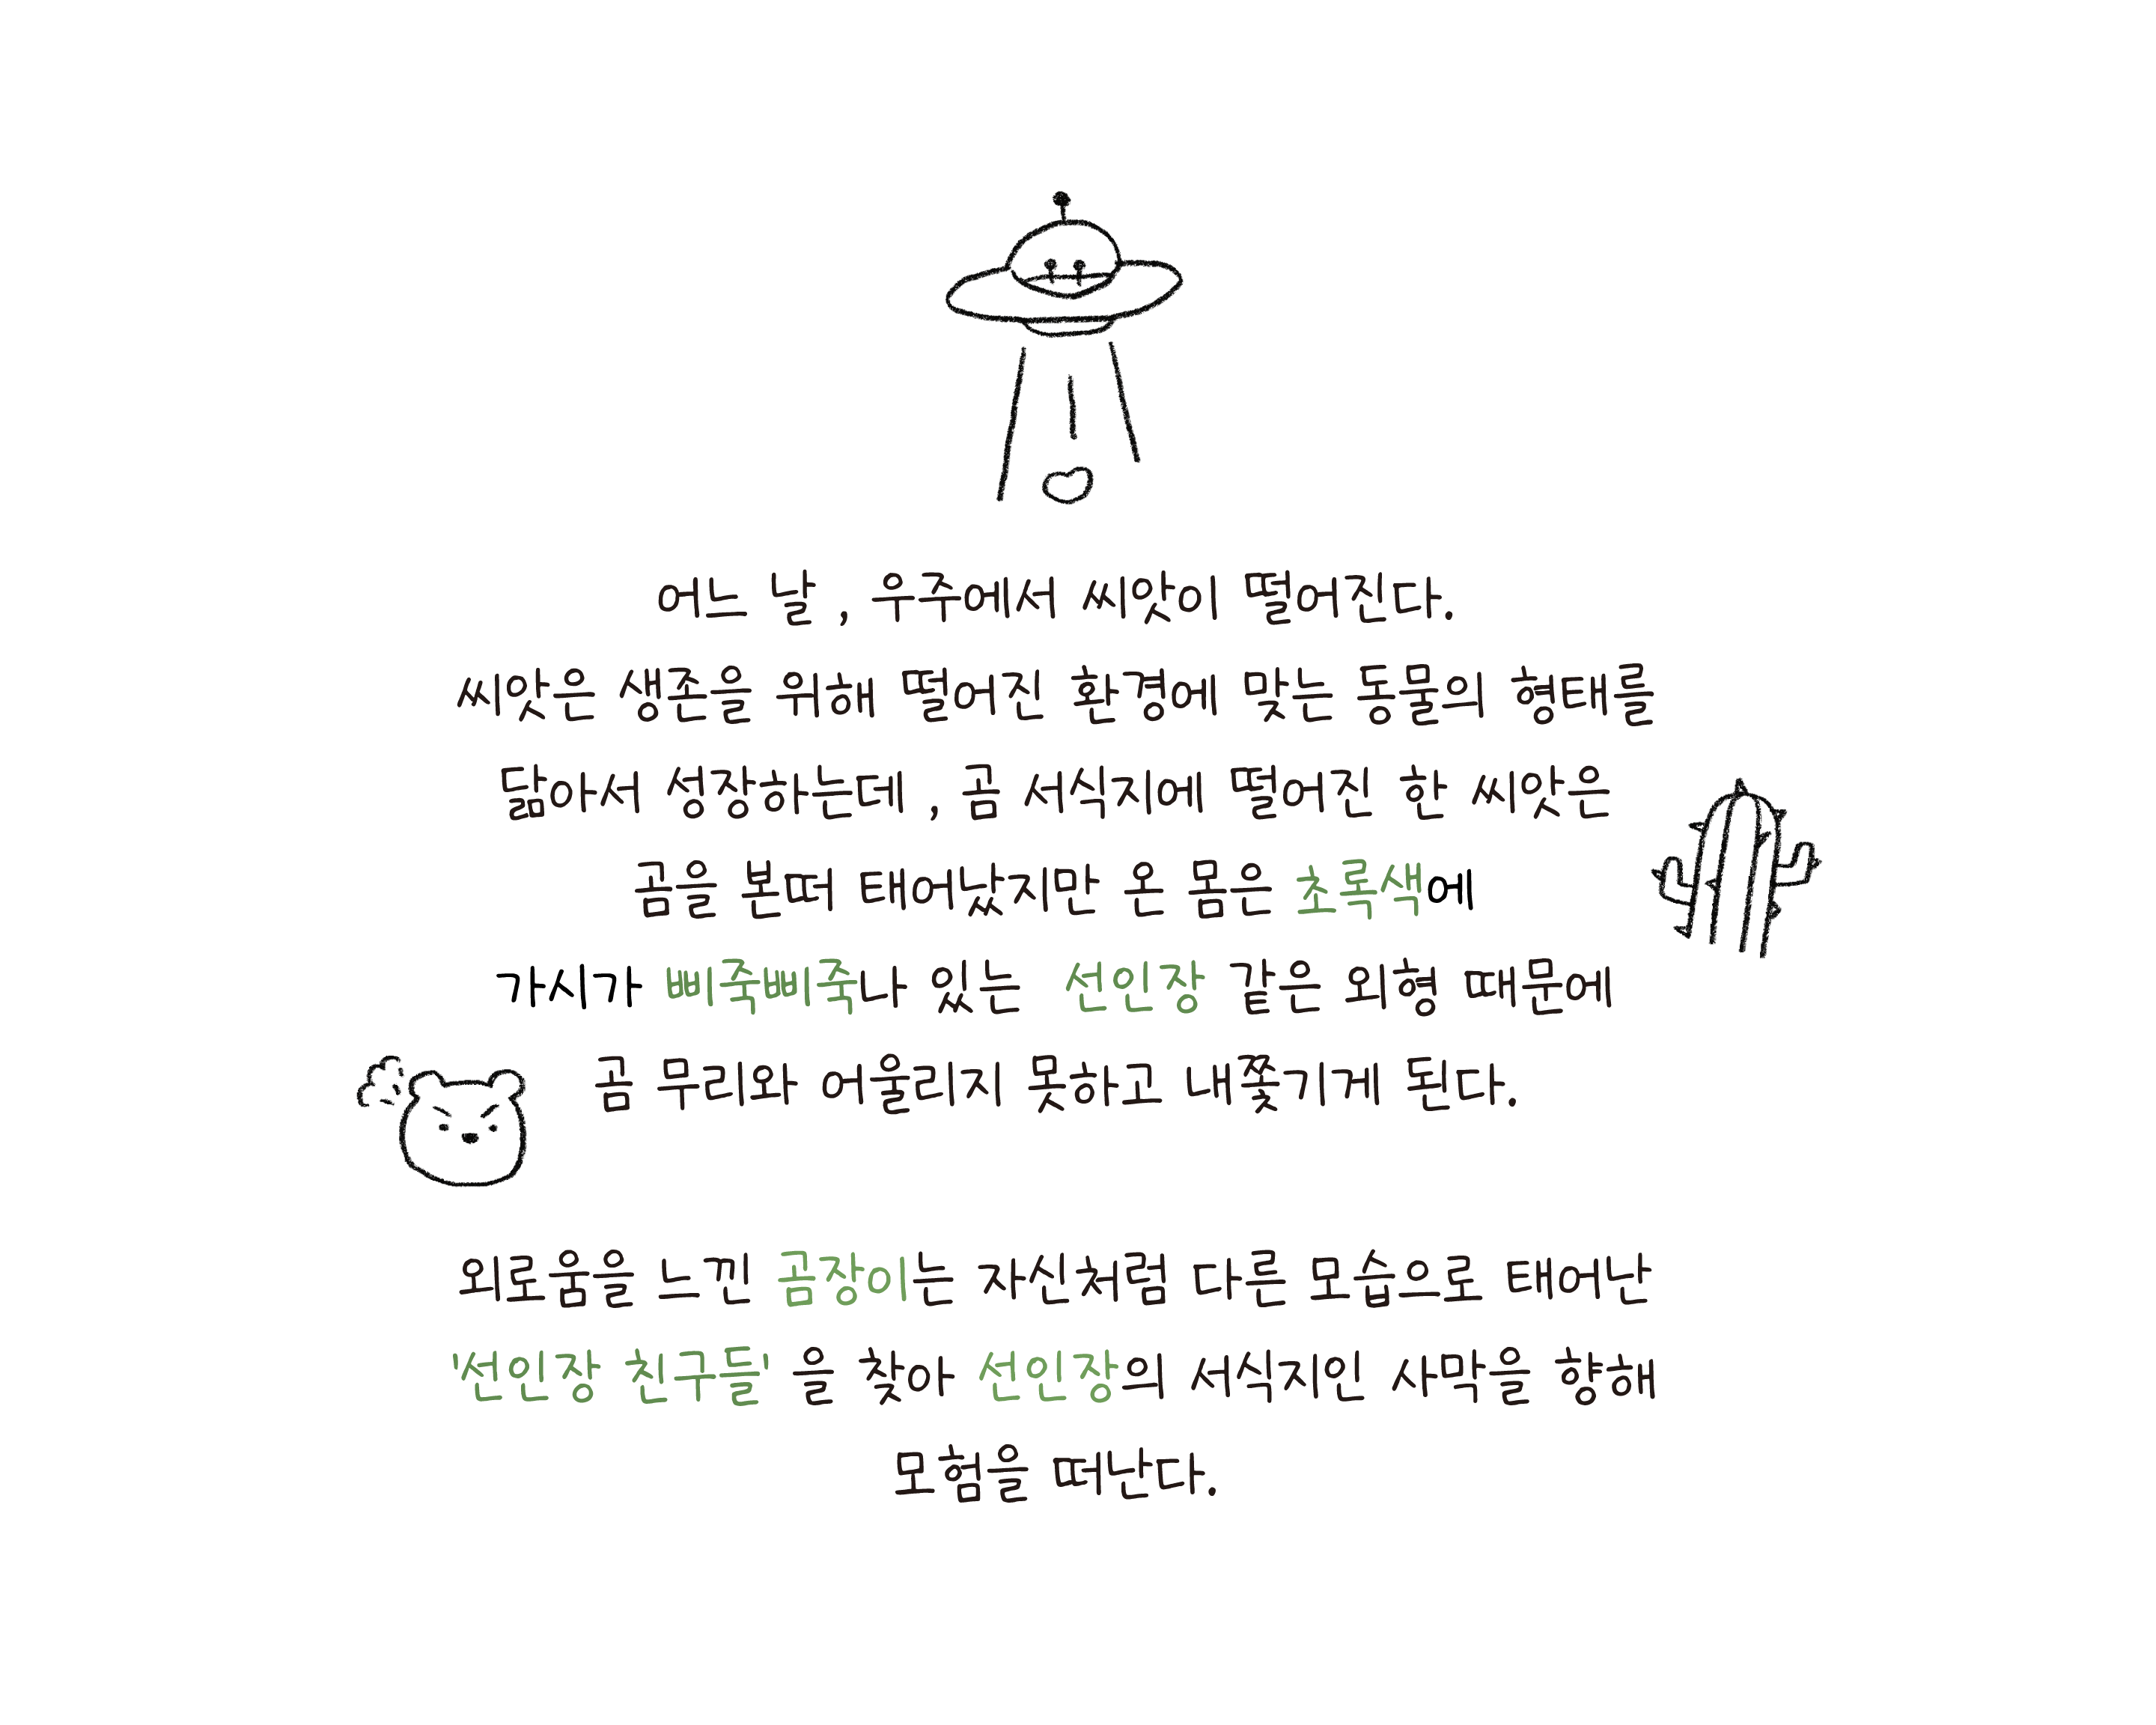 어느 날 , 우주에서 씨앗이 떨어진다.
씨앗은 생존을 위해 떨어진 환경에 맞는 동물의 형태를
닮아서 성장하는데 , 곰 서식지에 떨어진 한 씨앗은
곰을 본떠 태어났지만 온 몸은 초록색에
가시가 삐죽삐죽나 있는 선인장 같은 외형 때문에
곰 무리와 어울리지 못하고 내쫓기게 된다.
외로움을 느낀 곰장이는 자신처럼 다른 모습으로 태어난
'선인장 친구들' 을 찾아 선인장의 서식지인 사막을 향해
모험을 떠난다.